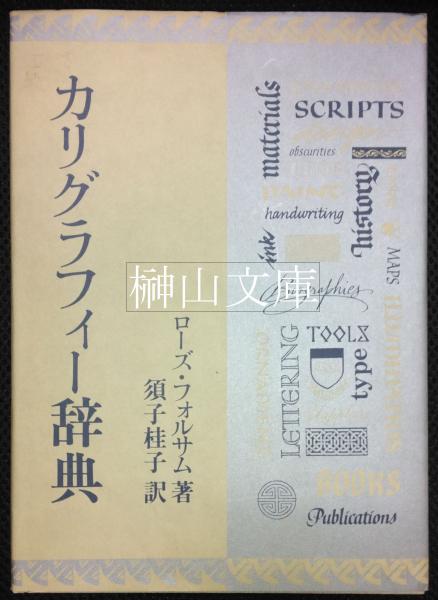 カリグラフィー辞典
ローズ・フォルサム 著
須子桂子 訳
榊山文庫
materials
SCRIPTS
obscurities
PAINT
handwriting
history
ink
MAPS
Biographies
TOOLS
type
LETTERING
BOOKS
Publications